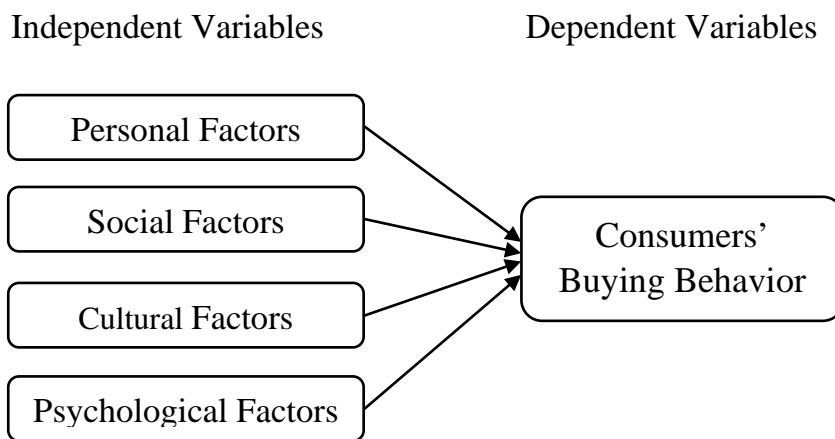 Independent Variables
Dependent Variables
Personal Factors
Social Factors
Cultural Factors
Psychological Factors
Consumers’
Buying Behavior